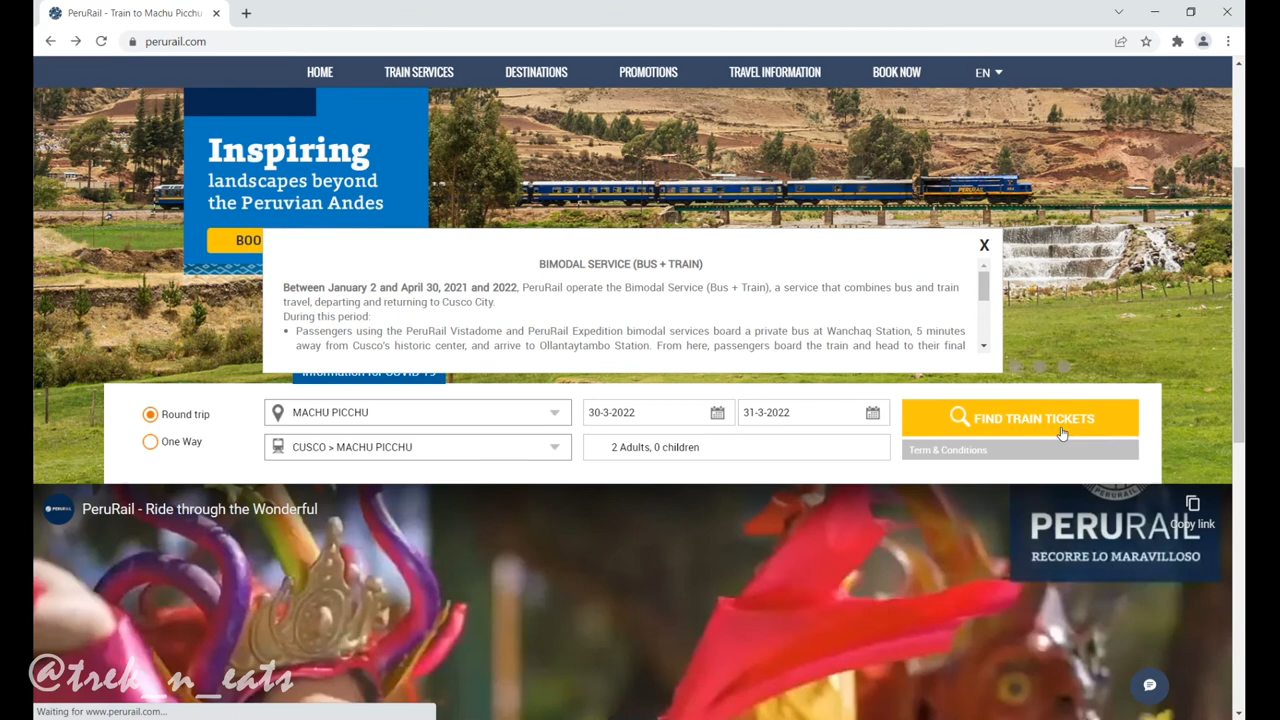 PeruRail - Train to Machu Picchu
perurail.com
HOME TRAIN SERVICES DESTINATIONS PROMOTIONS TRAVEL INFORMATION BOOK NOW EN
Inspiring
landscapes beyond
the Peruvian Andes
BOO
PERURAIL
X
BIMODAL SERVICE (BUS + TRAIN)
Between January 2 and April 30, 2021 and 2022, PeruRail operate the Bimodal Service (Bus + Train), a service that combines bus and train
travel, departing and returning to Cusco City.
During this period:
• Passengers using the PeruRail Vistadome and PeruRail Expedition bimodal services board a private bus at Wanchaq Station, 5 minutes
away from Cusco's historic center, and arrive to Ollantaytambo Station. From here, passengers board the train and head to their final
Information for COVID-19
Round trip MACHU PICCHU 30-3-2022 31-3-2022 FIND TRAIN TICKETS
One Way CUSCO > MACHU PICCHU 2 Adults, 0 children Term & Conditions
PERURAIL PeruRail - Ride through the Wonderful
Copy link
PERURAIL
RECORRE LO MARAVILLOSO
@trek_n_eats
Waiting for www.perurail.com...